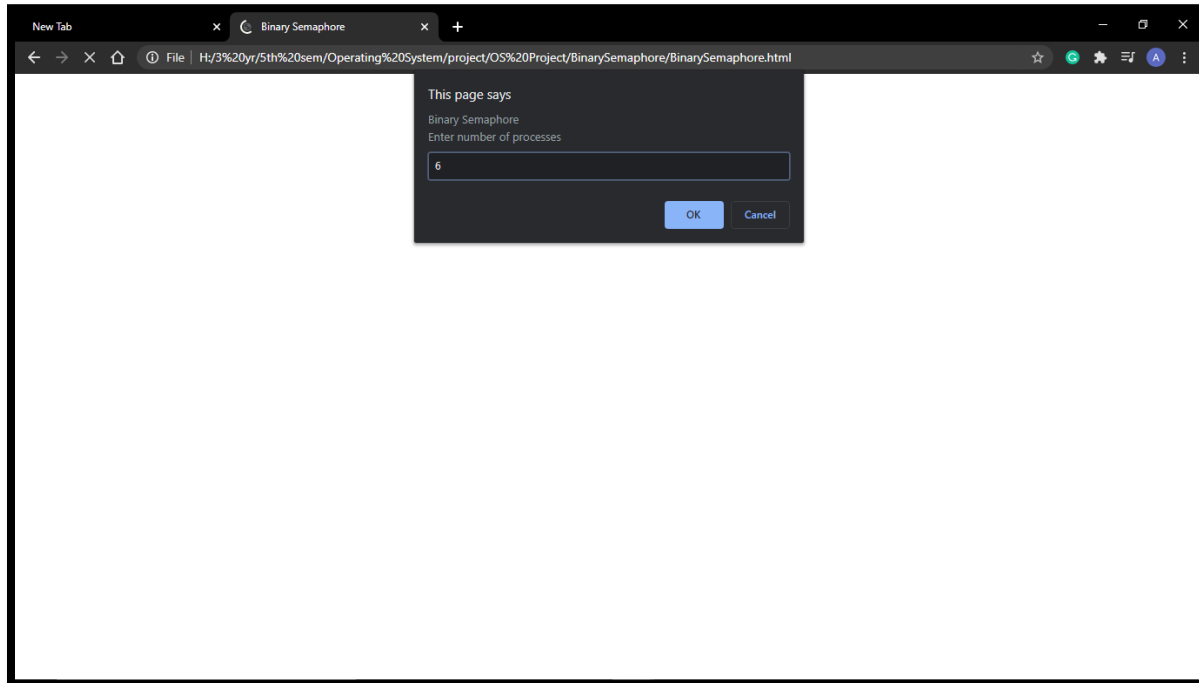 New Tab
Binary Semaphore
File
H:/3%20yr/5th%20sem/Operating%20System/project/OS%20Project/BinarySemaphore/BinarySemaphore.html
G
A
This page says
Binary Semaphore
Enter number of processes
6
OK
Cancel